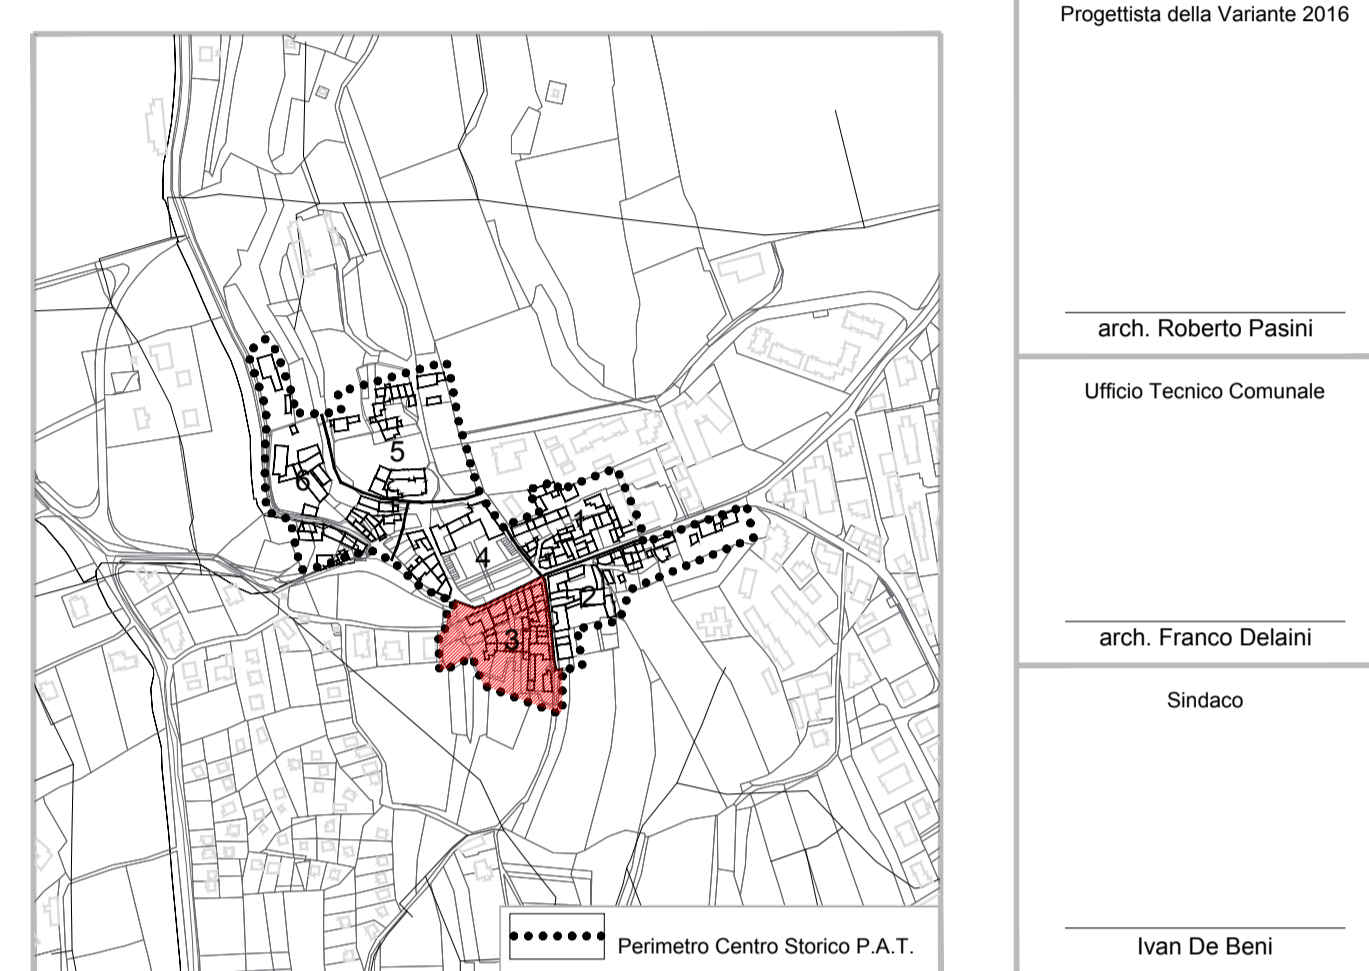 Progettista della Variante 2016
arch. Roberto Pasini
Ufficio Tecnico Comunale
arch. Franco Delaini
Sindaco
Ivan De Beni
5
6
1
4
2
3
Perimetro Centro Storico P.A.T.